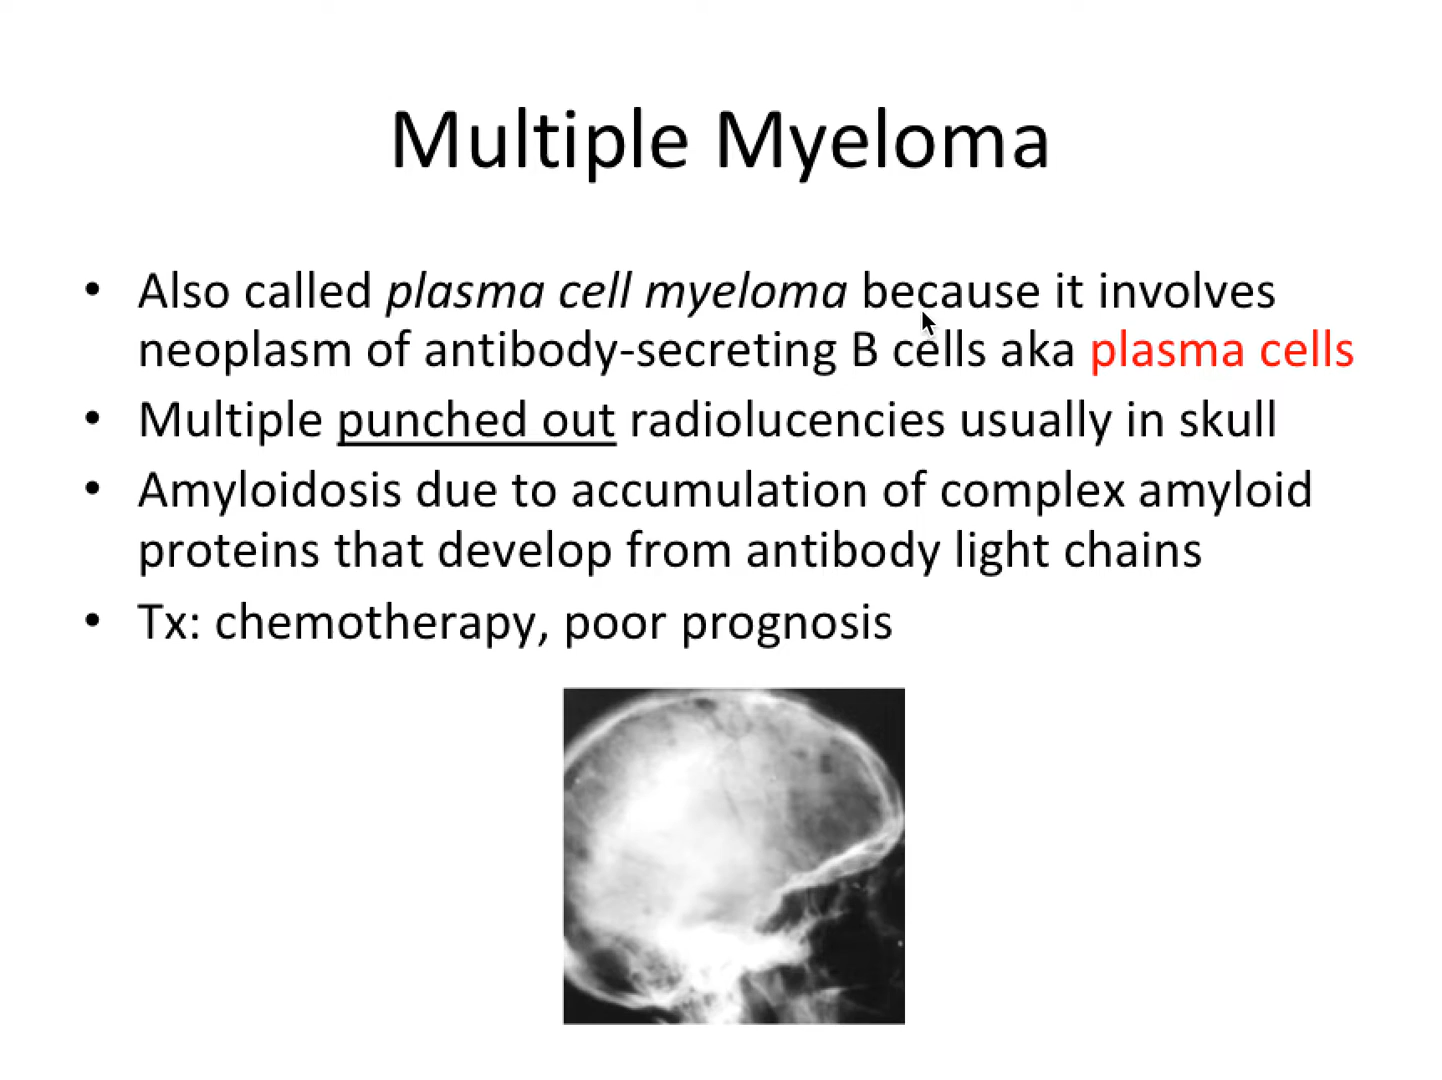 Multiple Myeloma
• Also called plasma cell myeloma because it involves
neoplasm of antibody-secreting B cells aka plasma cells
• Multiple punched out radiolucencies usually in skull
• Amyloidosis due to accumulation of complex amyloid
proteins that develop from antibody light chains
• Tx: chemotherapy, poor prognosis